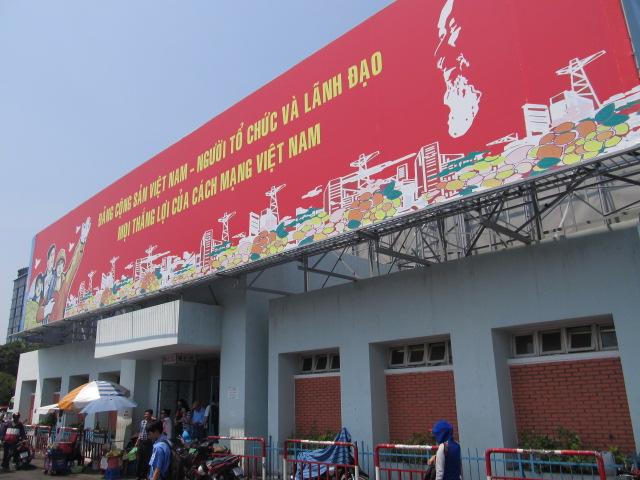 ĐẢNG CỘNG SẢN VIỆT NAM - NGƯỜI TỔ CHỨC VÀ LÃNH ĐẠO
MỌI THẮNG LỢI CỦA CÁCH MẠNG VIỆT NAM